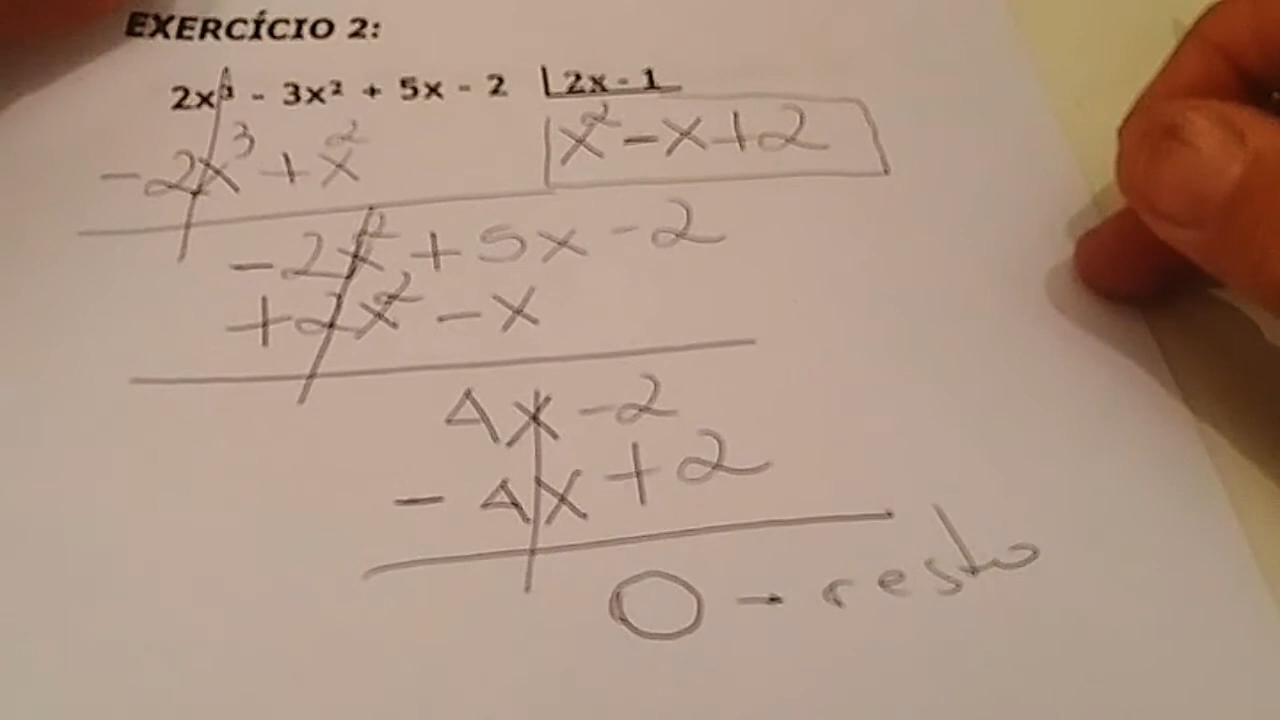 EXERCÍCIO 2:
2x³ - 3x² + 5x - 2 |2x - 1
-2x³ + x² x² - x + 2
-2x² + 5x - 2
+2x² - x
4x - 2
-4x + 2
0 → resto